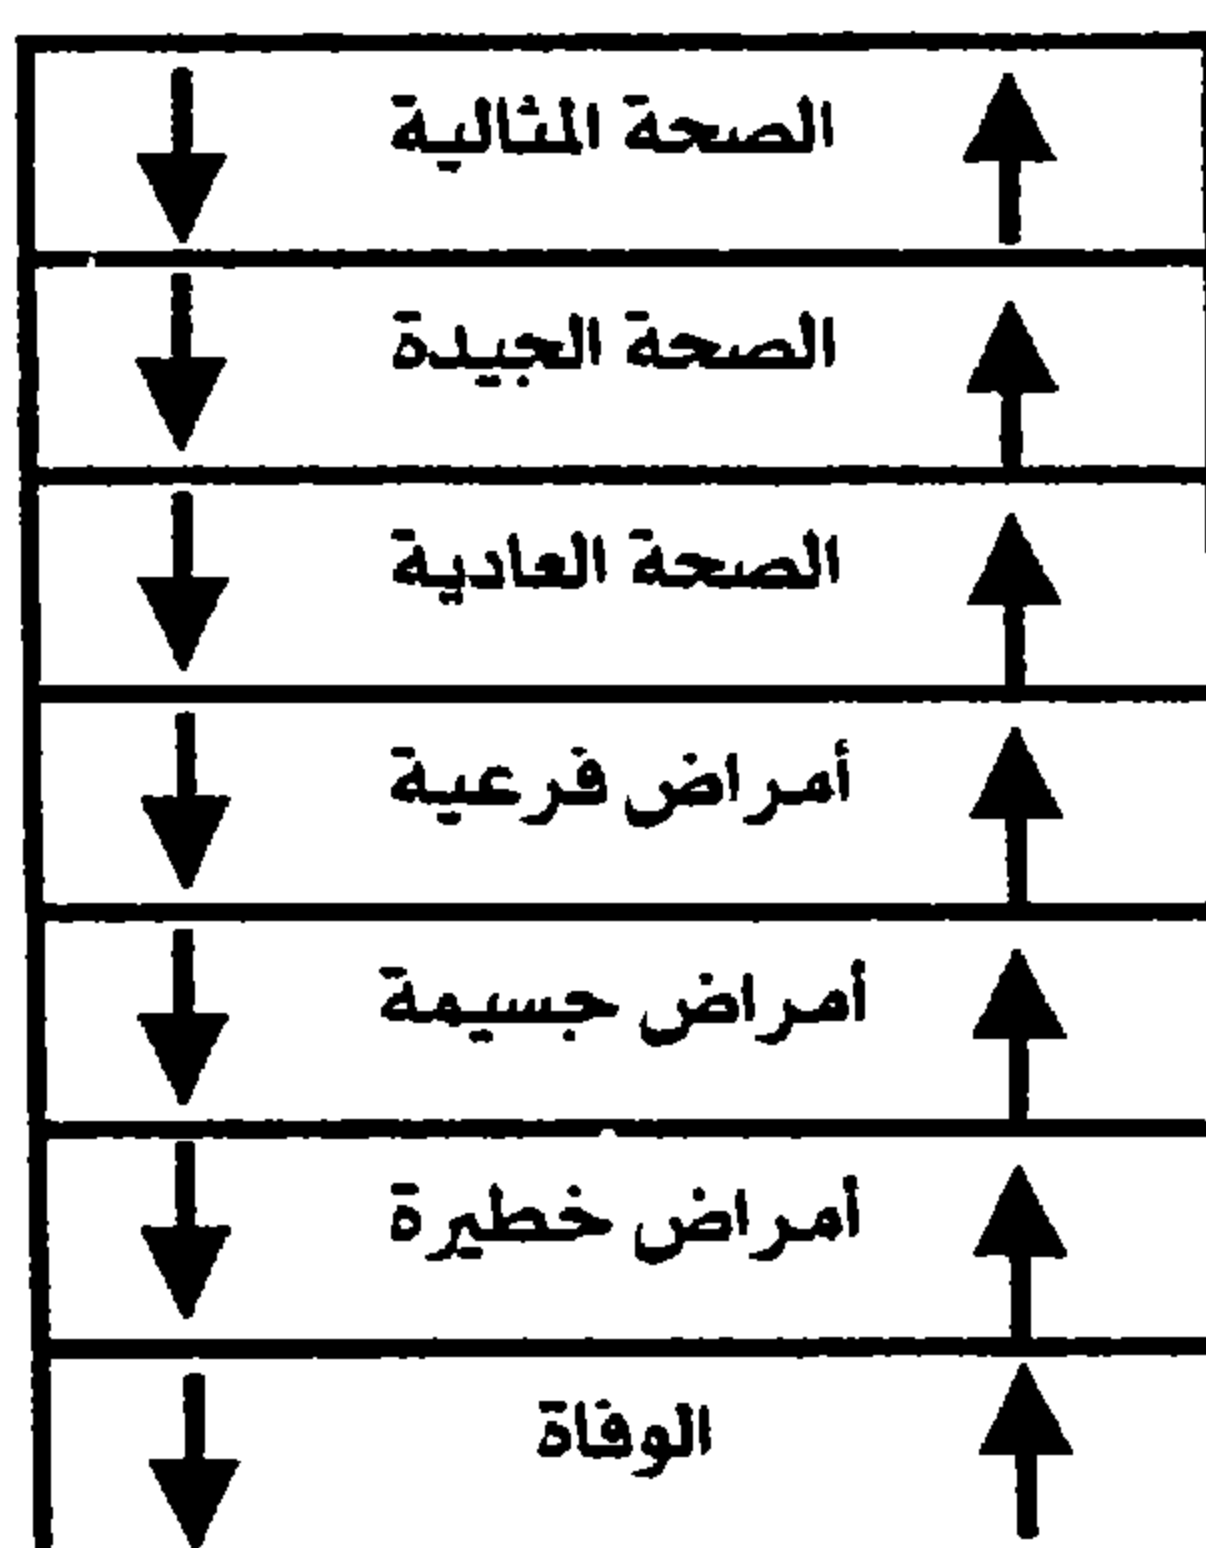 الصحة المثالية
الصحة الجيدة
الصحة العادية
أمراض فرعية
أمراض جسيمة
أمراض خطيرة
الوفاة